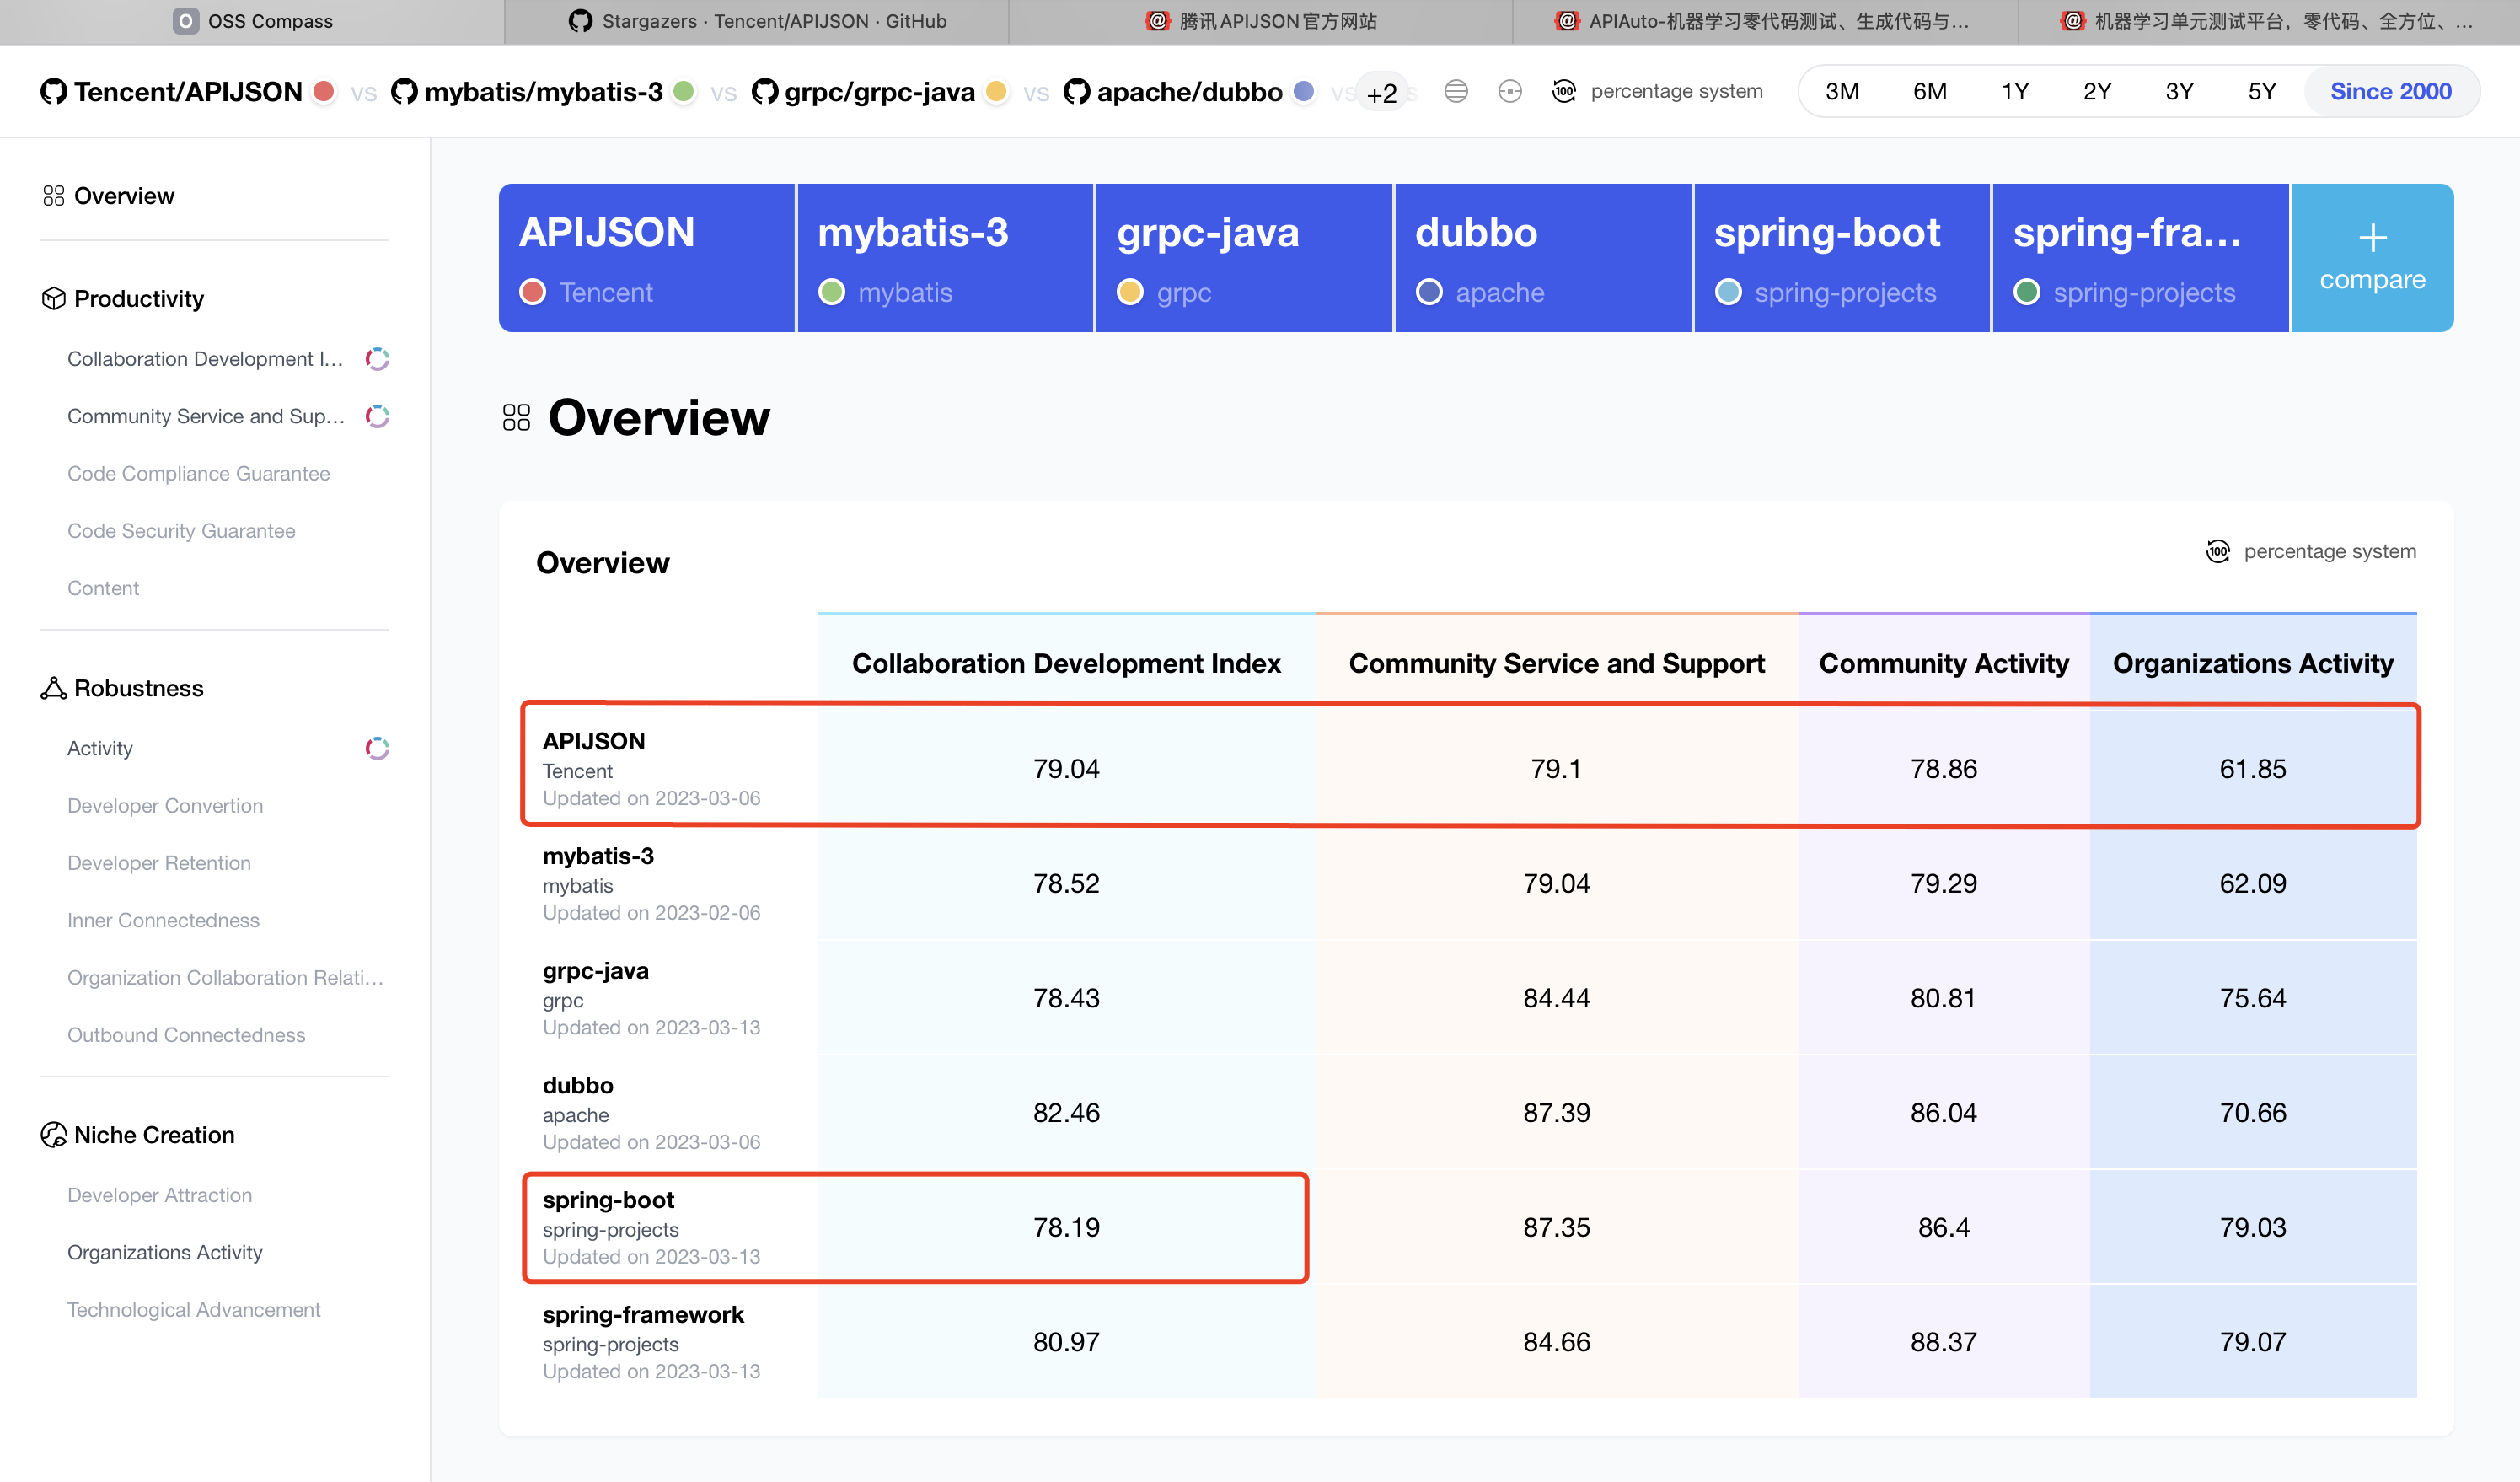 OSS Compass
Stargazers · Tencent/APIJSON · GitHub
腾讯APIJSON官方网站
APIAuto-机器学习零代码测试、生成代码与…
机器学习单元测试平台，零代码、全方位、…
Tencent/APIJSON vs mybatis/mybatis-3 vs grpc/grpc-java vs apache/dubbo vs +2
percentage system
3M 6M 1Y 2Y 3Y 5Y Since 2000
Overview
Productivity
Collaboration Development I...
Community Service and Sup...
Code Compliance Guarantee
Code Security Guarantee
Content
Robustness
Activity
Developer Convertion
Developer Retention
Inner Connectedness
Organization Collaboration Relati...
Outbound Connectedness
Niche Creation
Developer Attraction
Organizations Activity
Technological Advancement
APIJSON
Tencent
mybatis-3
mybatis
grpc-java
grpc
dubbo
apache
spring-boot
spring-projects
spring-fra...
spring-projects
+
compare
Overview
Overview
100 percentage system
Collaboration Development Index Community Service and Support Community Activity Organizations Activity
APIJSON
Tencent
Updated on 2023-03-06
79.04 79.1 78.86 61.85
mybatis-3
mybatis
Updated on 2023-02-06
78.52 79.04 79.29 62.09
grpc-java
grpc
Updated on 2023-03-13
78.43 84.44 80.81 75.64
dubbo
apache
Updated on 2023-03-06
82.46 87.39 86.04 70.66
spring-boot
spring-projects
Updated on 2023-03-13
78.19 87.35 86.4 79.03
spring-framework
spring-projects
Updated on 2023-03-13
80.97 84.66 88.37 79.07